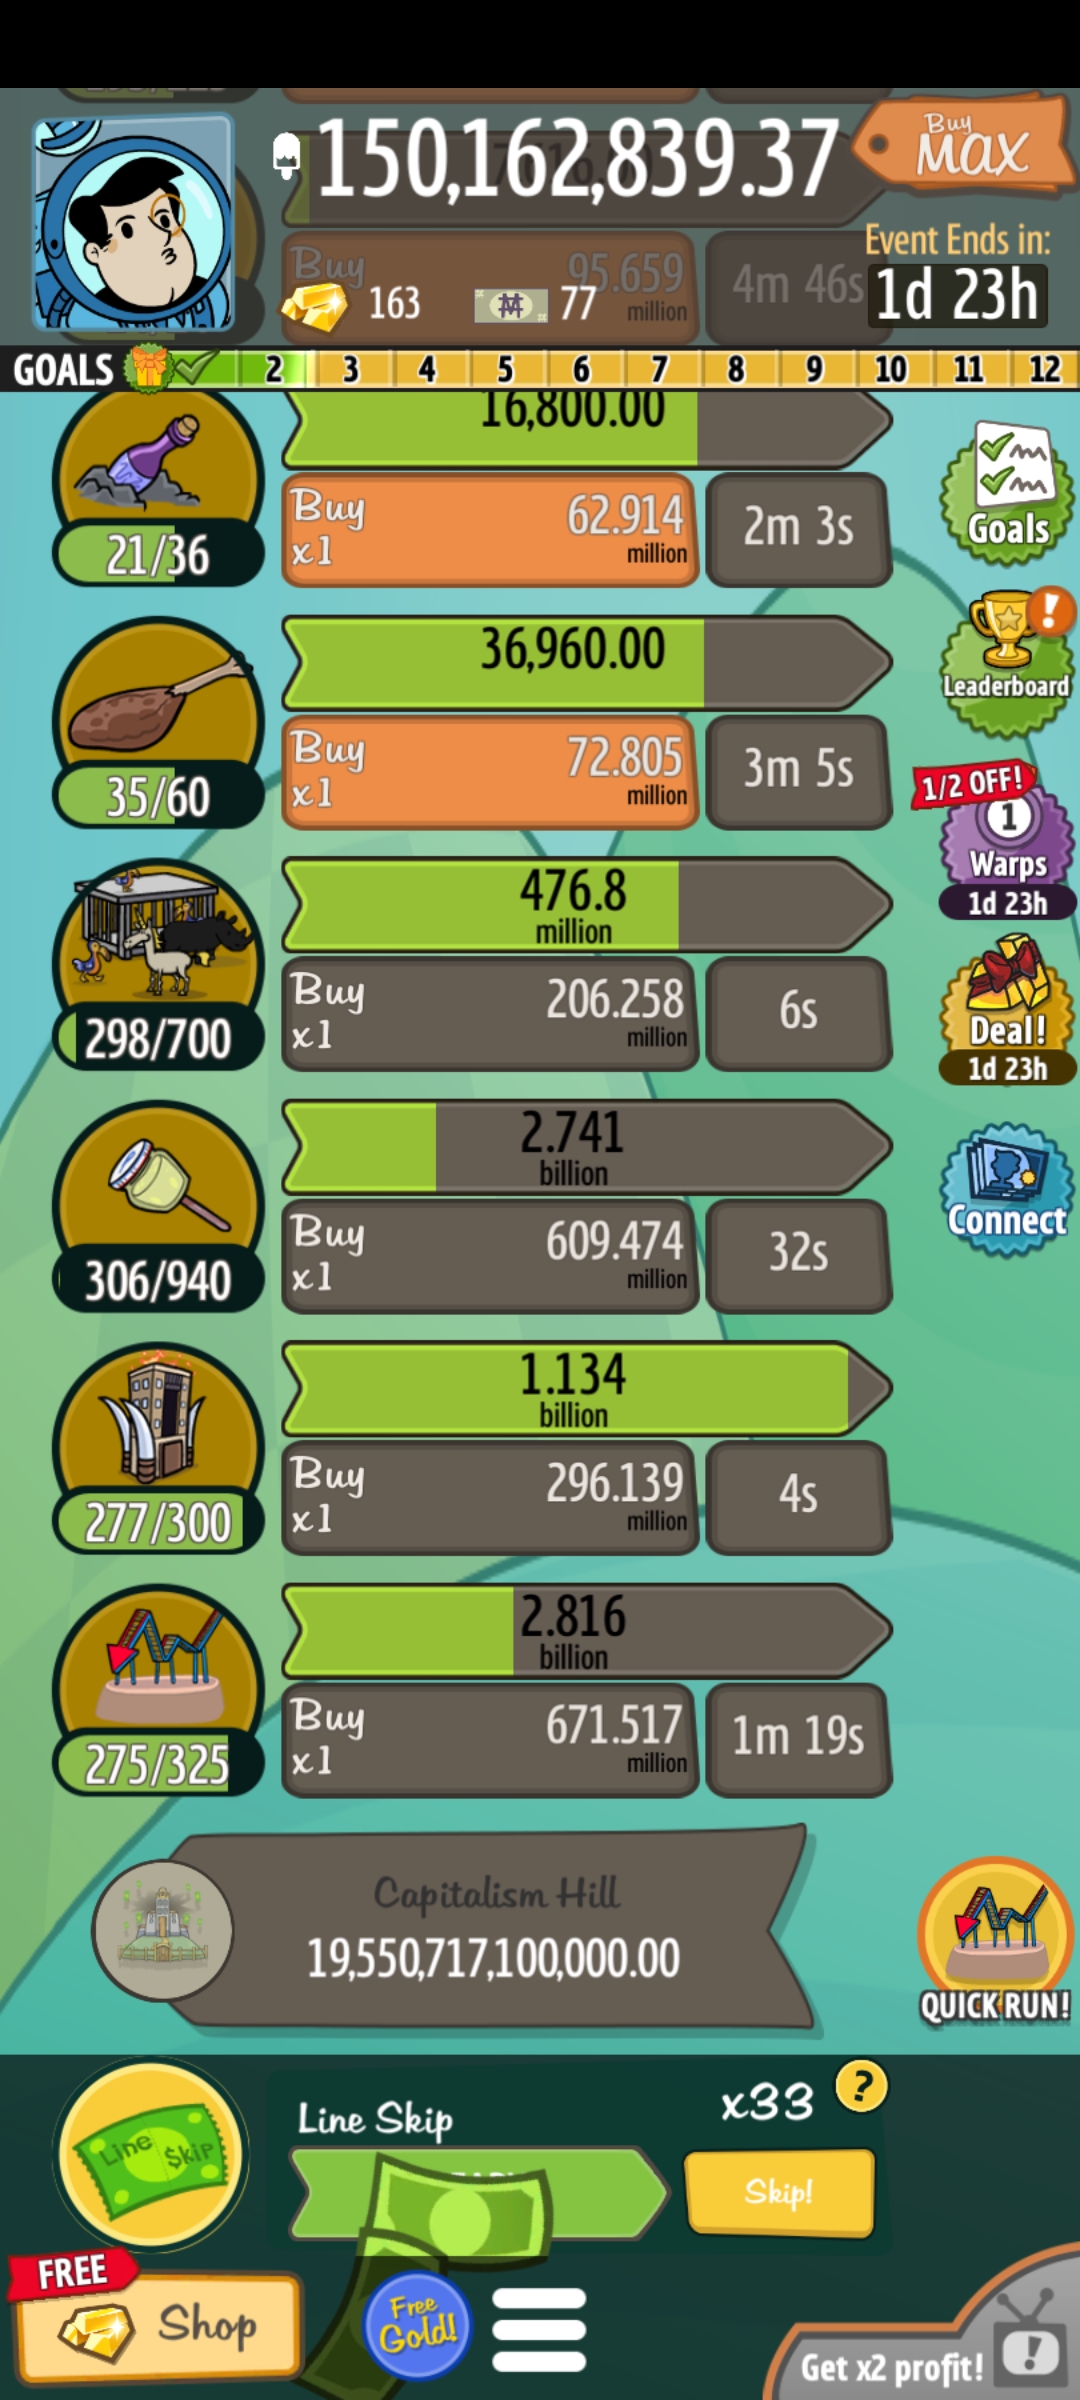 150,162,839.37
Buy
MAX
Buy
95.659
million
4m 46s
163
77
Event Ends in:
1d 23h
GOALS 2 3 4 5 6 7 8 9 10 11 12
16,800.00
21/36
Buy
x1
62.914
million
2m 3s
Goals
36,960.00
35/60
Buy
x1
72.805
million
3m 5s
Leaderboard
1/2 OFF!
1
Warps
1d 23h
476.8
million
298/700
Buy
x1
206.258
million
6s
Deal!
1d 23h
2.741
billion
306/940
Buy
x1
609.474
million
32s
Connect
1.134
billion
277/300
Buy
x1
296.139
million
4s
2.816
billion
275/325
Buy
x1
671.517
million
1m 19s
Capitalism Hill
19,550,717,100,000.00
QUICK RUN!
Line $kip
Line Skip
x33
?
Skip!
FREE
Shop
Free
Gold!
Get x2 profit!